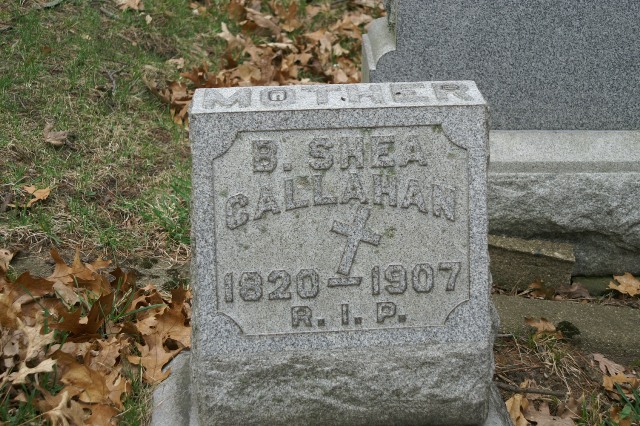 MOTHER
B. SHEA
CALLAHAN
1820 1907
R. I. P.